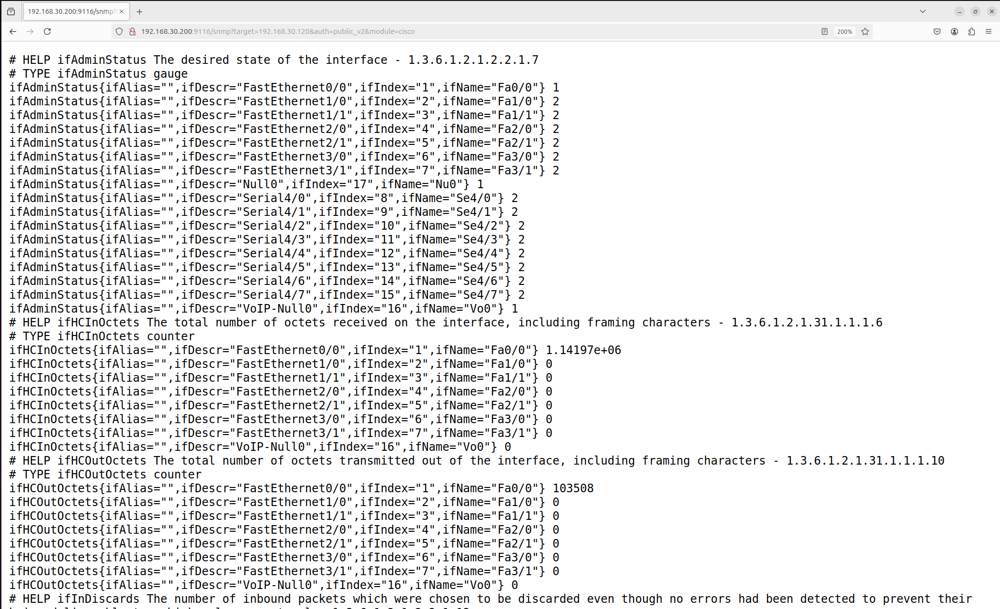 192.168.30.200:9116/snmp?
192.168.30.200:9116/snmp?target=192.168.30.120&auth=public_v2&module=cisco
200%
# HELP ifAdminStatus The desired state of the interface - 1.3.6.1.2.1.2.2.1.7
# TYPE ifAdminStatus gauge
ifAdminStatus{ifAlias="",ifDescr="FastEthernet0/0",ifIndex="1",ifName="Fa0/0"} 1
ifAdminStatus{ifAlias="",ifDescr="FastEthernet1/0",ifIndex="2",ifName="Fa1/0"} 2
ifAdminStatus{ifAlias="",ifDescr="FastEthernet1/1",ifIndex="3",ifName="Fa1/1"} 2
ifAdminStatus{ifAlias="",ifDescr="FastEthernet2/0",ifIndex="4",ifName="Fa2/0"} 2
ifAdminStatus{ifAlias="",ifDescr="FastEthernet2/1",ifIndex="5",ifName="Fa2/1"} 2
ifAdminStatus{ifAlias="",ifDescr="FastEthernet3/0",ifIndex="6",ifName="Fa3/0"} 2
ifAdminStatus{ifAlias="",ifDescr="FastEthernet3/1",ifIndex="7",ifName="Fa3/1"} 2
ifAdminStatus{ifAlias="",ifDescr="Null0",ifIndex="17",ifName="Nu0"} 1
ifAdminStatus{ifAlias="",ifDescr="Serial4/0",ifIndex="8",ifName="Se4/0"} 2
ifAdminStatus{ifAlias="",ifDescr="Serial4/1",ifIndex="9",ifName="Se4/1"} 2
ifAdminStatus{ifAlias="",ifDescr="Serial4/2",ifIndex="10",ifName="Se4/2"} 2
ifAdminStatus{ifAlias="",ifDescr="Serial4/3",ifIndex="11",ifName="Se4/3"} 2
ifAdminStatus{ifAlias="",ifDescr="Serial4/4",ifIndex="12",ifName="Se4/4"} 2
ifAdminStatus{ifAlias="",ifDescr="Serial4/5",ifIndex="13",ifName="Se4/5"} 2
ifAdminStatus{ifAlias="",ifDescr="Serial4/6",ifIndex="14",ifName="Se4/6"} 2
ifAdminStatus{ifAlias="",ifDescr="Serial4/7",ifIndex="15",ifName="Se4/7"} 2
ifAdminStatus{ifAlias="",ifDescr="VoIP-Null0",ifIndex="16",ifName="Vo0"} 1
# HELP ifHCInOctets The total number of octets received on the interface, including framing characters - 1.3.6.1.2.1.31.1.1.1.6
# TYPE ifHCInOctets counter
ifHCInOctets{ifAlias="",ifDescr="FastEthernet0/0",ifIndex="1",ifName="Fa0/0"} 1.14197e+06
ifHCInOctets{ifAlias="",ifDescr="FastEthernet1/0",ifIndex="2",ifName="Fa1/0"} 0
ifHCInOctets{ifAlias="",ifDescr="FastEthernet1/1",ifIndex="3",ifName="Fa1/1"} 0
ifHCInOctets{ifAlias="",ifDescr="FastEthernet2/0",ifIndex="4",ifName="Fa2/0"} 0
ifHCInOctets{ifAlias="",ifDescr="FastEthernet2/1",ifIndex="5",ifName="Fa2/1"} 0
ifHCInOctets{ifAlias="",ifDescr="FastEthernet3/0",ifIndex="6",ifName="Fa3/0"} 0
ifHCInOctets{ifAlias="",ifDescr="FastEthernet3/1",ifIndex="7",ifName="Fa3/1"} 0
ifHCInOctets{ifAlias="",ifDescr="VoIP-Null0",ifIndex="16",ifName="Vo0"} 0
# HELP ifHCOutOctets The total number of octets transmitted out of the interface, including framing characters - 1.3.6.1.2.1.31.1.1.1.10
# TYPE ifHCOutOctets counter
ifHCOutOctets{ifAlias="",ifDescr="FastEthernet0/0",ifIndex="1",ifName="Fa0/0"} 103508
ifHCOutOctets{ifAlias="",ifDescr="FastEthernet1/0",ifIndex="2",ifName="Fa1/0"} 0
ifHCOutOctets{ifAlias="",ifDescr="FastEthernet1/1",ifIndex="3",ifName="Fa1/1"} 0
ifHCOutOctets{ifAlias="",ifDescr="FastEthernet2/0",ifIndex="4",ifName="Fa2/0"} 0
ifHCOutOctets{ifAlias="",ifDescr="FastEthernet2/1",ifIndex="5",ifName="Fa2/1"} 0
ifHCOutOctets{ifAlias="",ifDescr="FastEthernet3/0",ifIndex="6",ifName="Fa3/0"} 0
ifHCOutOctets{ifAlias="",ifDescr="FastEthernet3/1",ifIndex="7",ifName="Fa3/1"} 0
ifHCOutOctets{ifAlias="",ifDescr="VoIP-Null0",ifIndex="16",ifName="Vo0"} 0
# HELP ifInDiscards The number of inbound packets which were chosen to be discarded even though no errors had been detected to prevent their